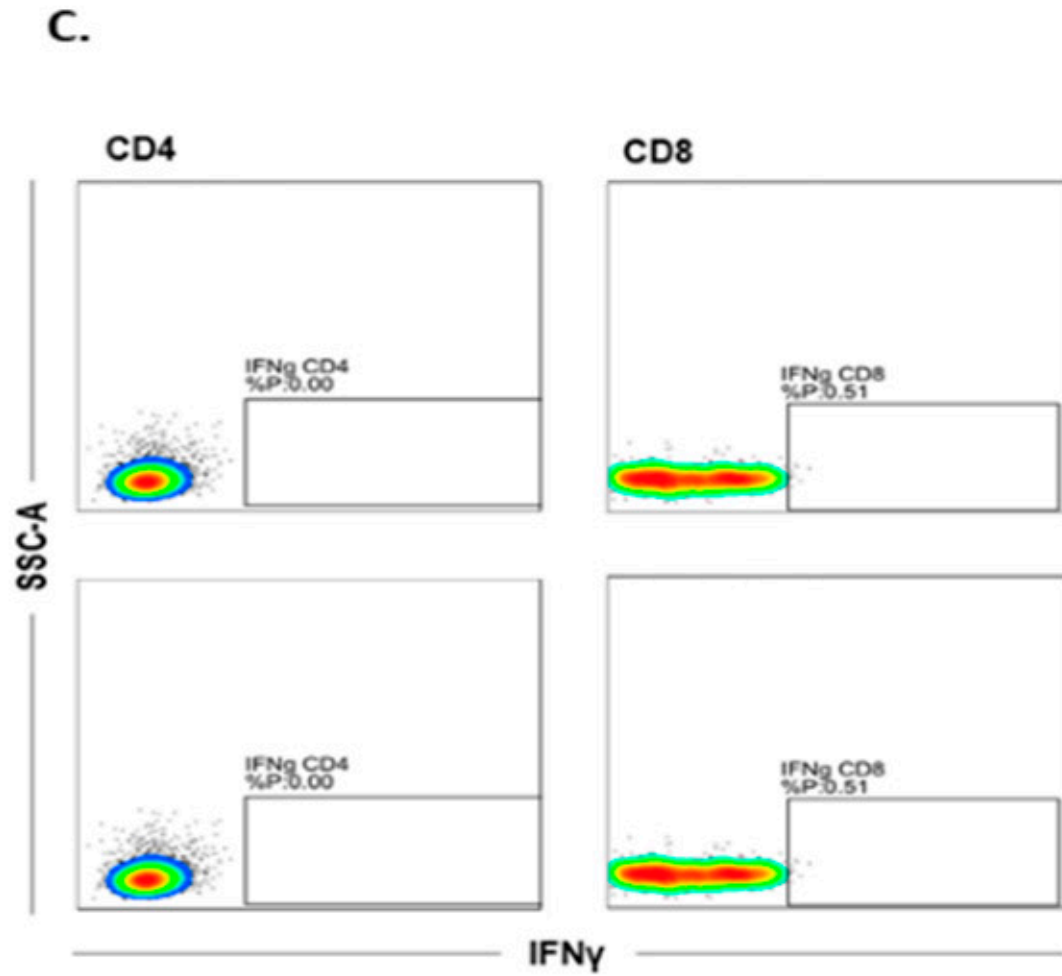 C.
CD4
CD8
IFNg CD4
%P:0.00
IFNg CD8
%P:0.51
SSC-A
IFNg CD4
%P:0.00
IFNg CD8
%P:0.51
IFNγ